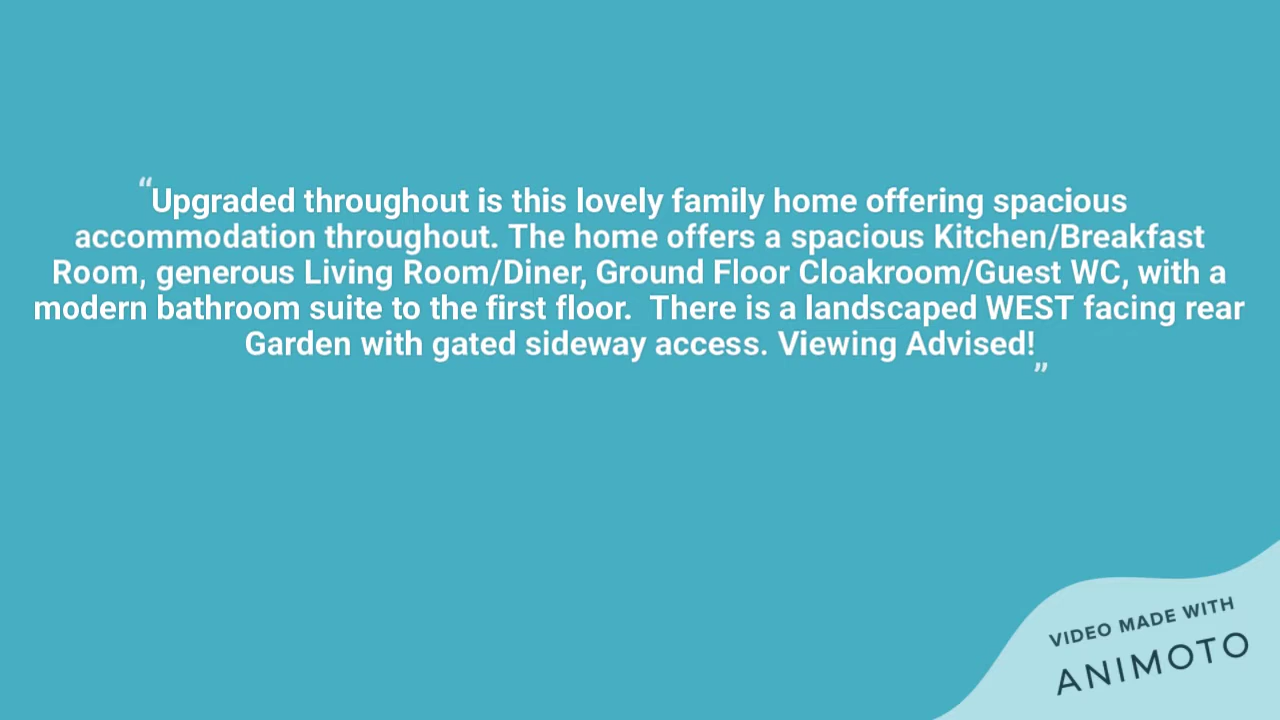 “Upgraded throughout is this lovely family home offering spacious
accommodation throughout. The home offers a spacious Kitchen/Breakfast
Room, generous Living Room/Diner, Ground Floor Cloakroom/Guest WC, with a
modern bathroom suite to the first floor.  There is a landscaped WEST facing rear
Garden with gated sideway access. Viewing Advised!”
VIDEO MADE WITH
ANIMOTO